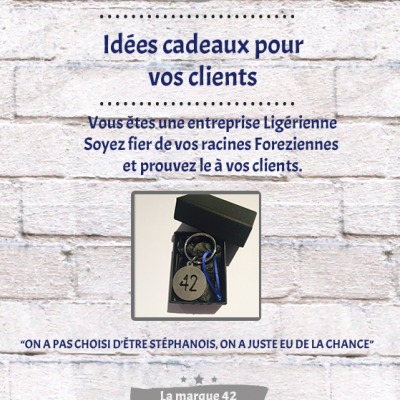 Idées cadeaux pour
vos clients
Vous êtes une entreprise Ligérienne
Soyez fier de vos racines Foreziennes
et prouvez le à vos clients.
42
“ON A PAS CHOISI D’ÊTRE STÉPHANOIS, ON A JUSTE EU DE LA CHANCE”
La marque 42